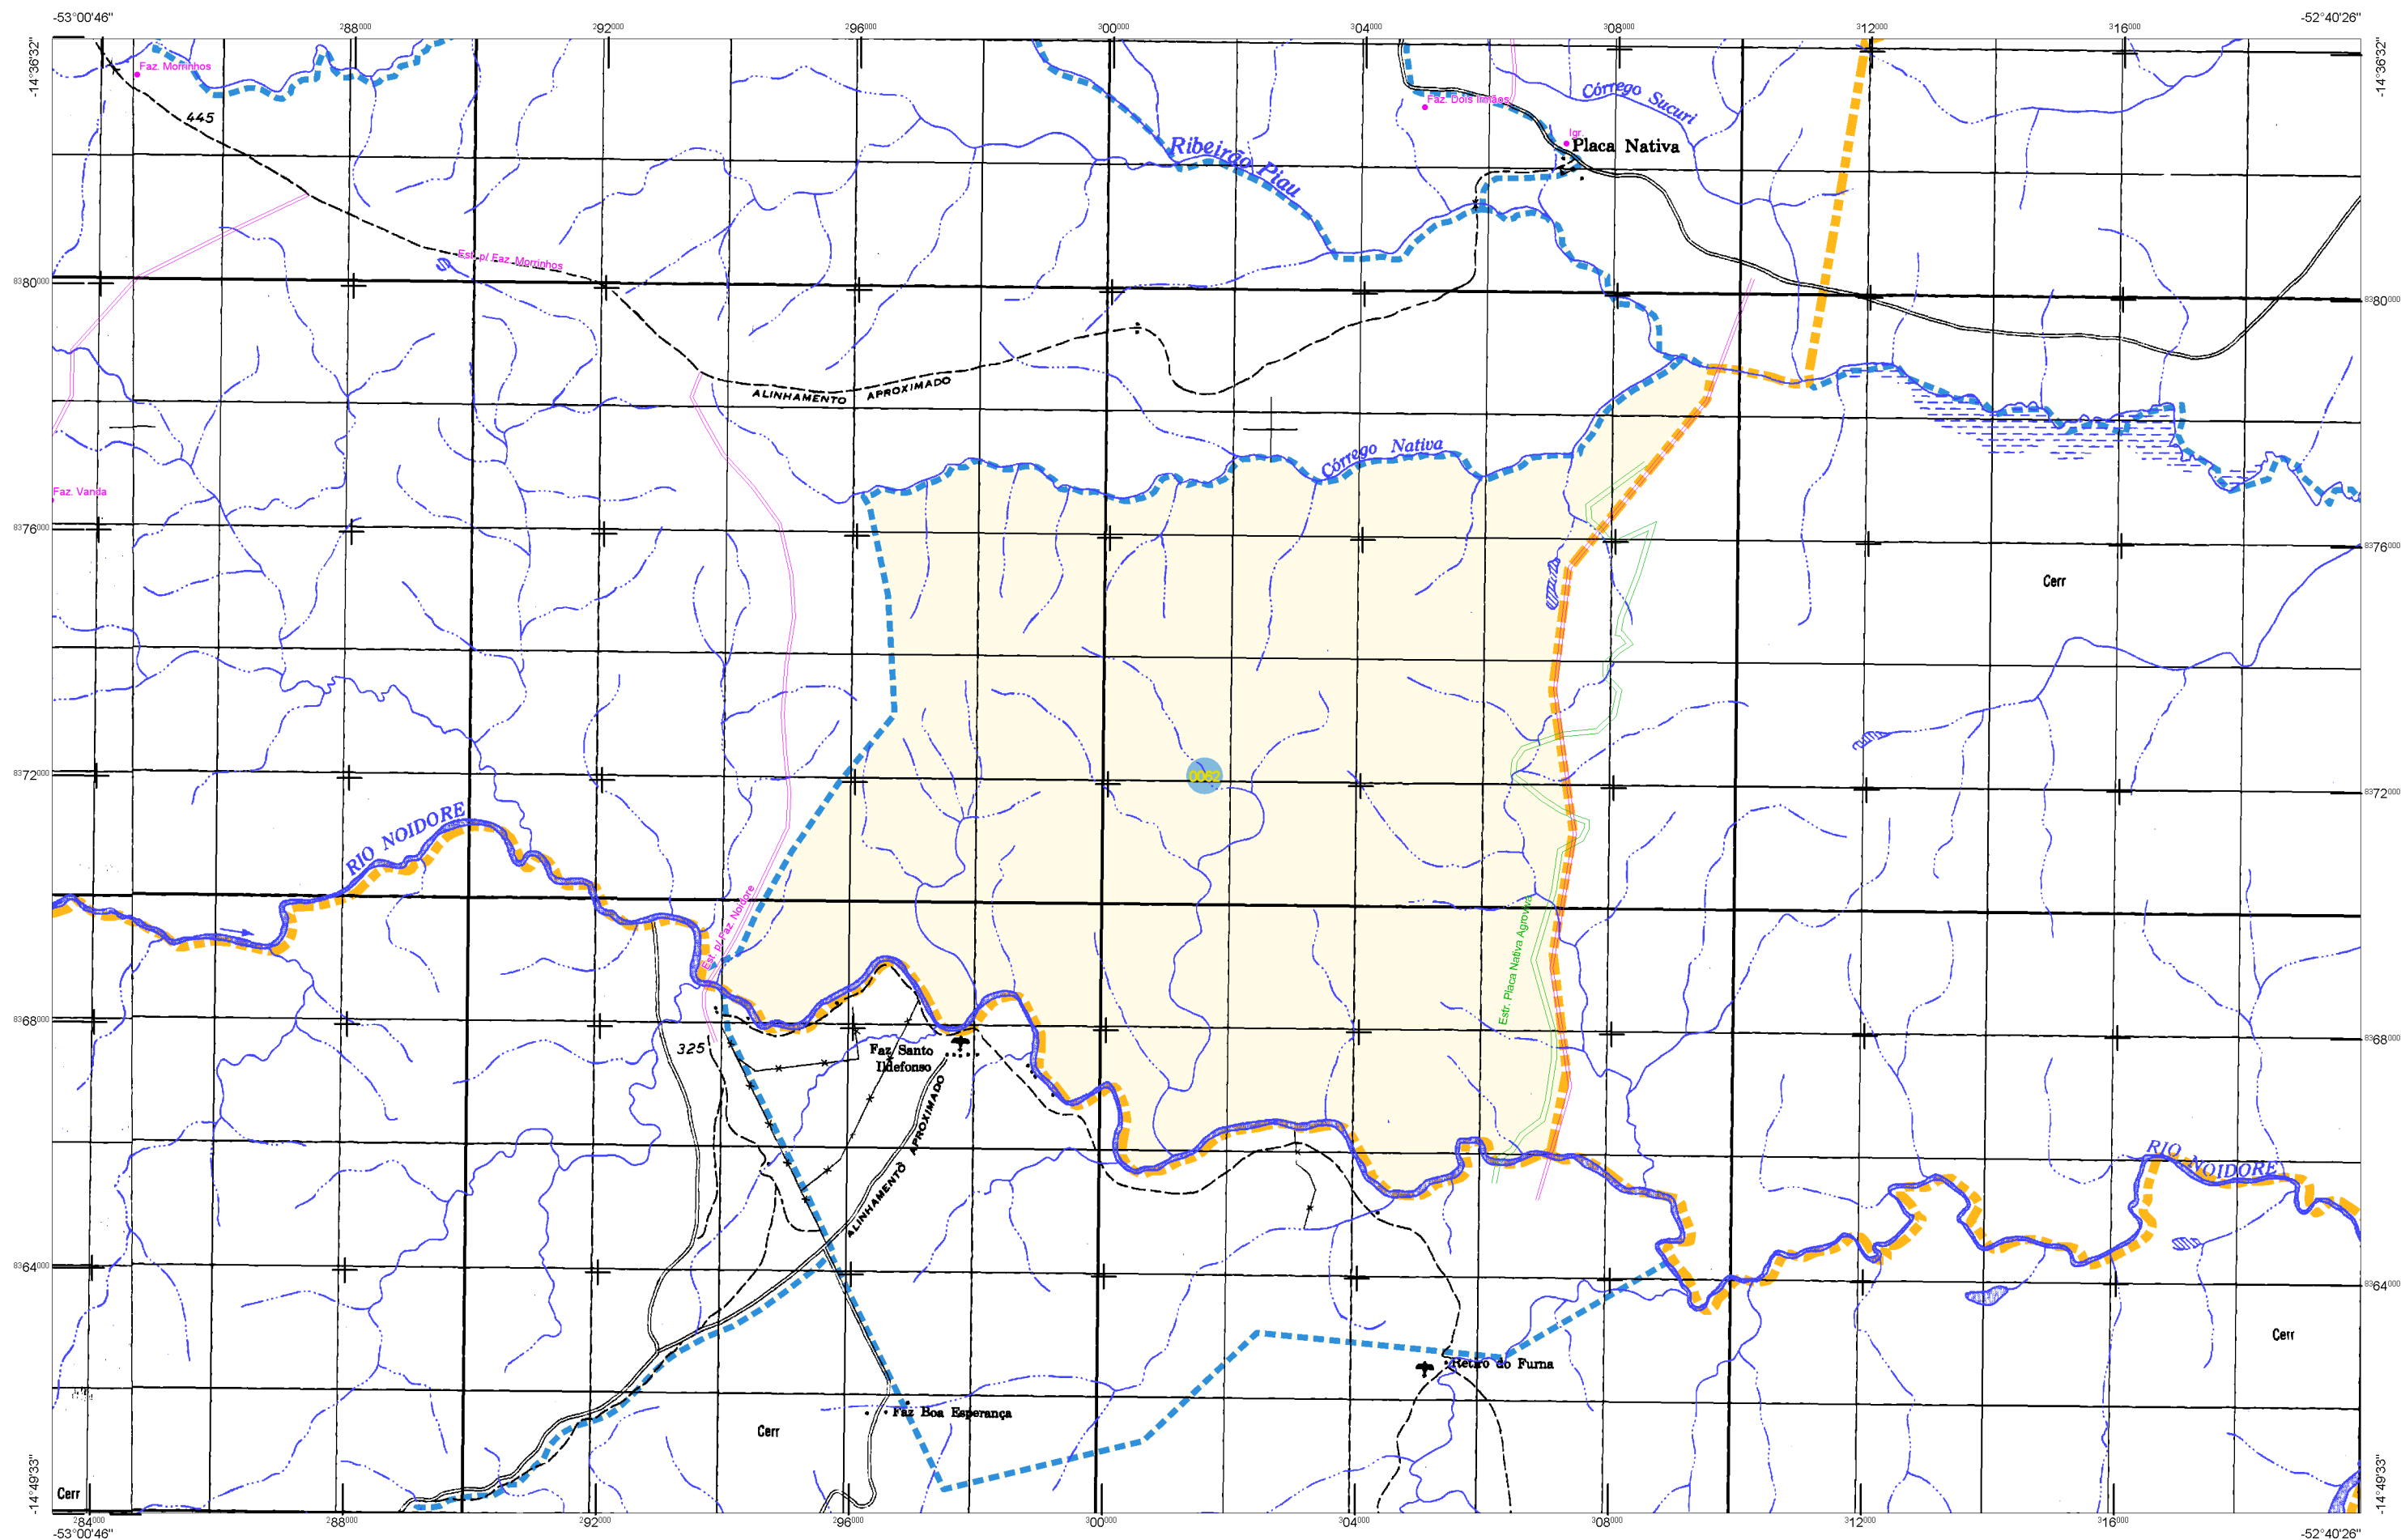 -53°00'46"
-52°40'26"
288000
292000
296000
300000
304000
308000
312000
316000
-14°36'32"
-14°36'32"
Faz. Morrinhos
445
Faz. Dois Irmãos
Córrego Sucuri
Igr.
Placa Nativa
Ribeirão Piau
Est. p/ Faz. Morrinhos
8380000
8380000
ALINHAMENTO APROXIMADO
Córrego Nativa
Faz. Vanda
8376000
8376000
Cerr
8372000
8372000
0062
RIO NOIDORE
Est. p/ Faz. Noidore
Estr. Placa Nativa Agroviva
8368000
8368000
325
Faz Santo
Ildefonso
ALINHAMENTO APROXIMADO
RIO NOIDORE
8364000
8364000
Cerr
Retiro do Furna
Faz Boa Esperança
Cerr
Cerr
-14°49'33"
-14°49'33"
284000
288000
292000
296000
300000
304000
308000
312000
316000
-53°00'46"
-52°40'26"